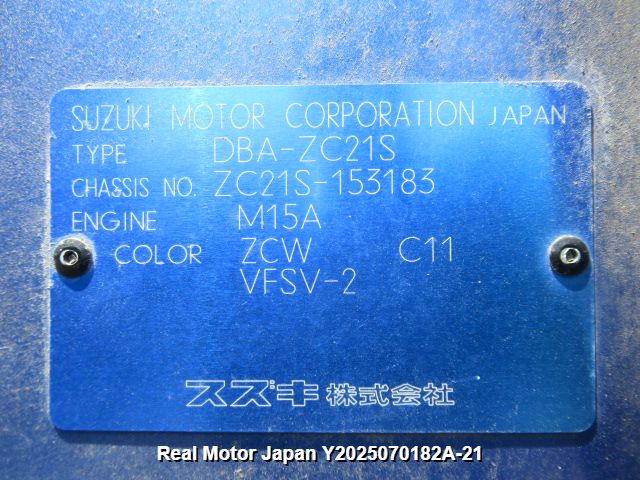 SUZUKI MOTOR CORPORATION JAPAN
TYPE DBA-ZC21S
CHASSIS NO. ZC21S-153183
ENGINE M15A
COLOR ZCW C11
VFSV-2
スズキ株式会社
Real Motor Japan Y2025070182A-21